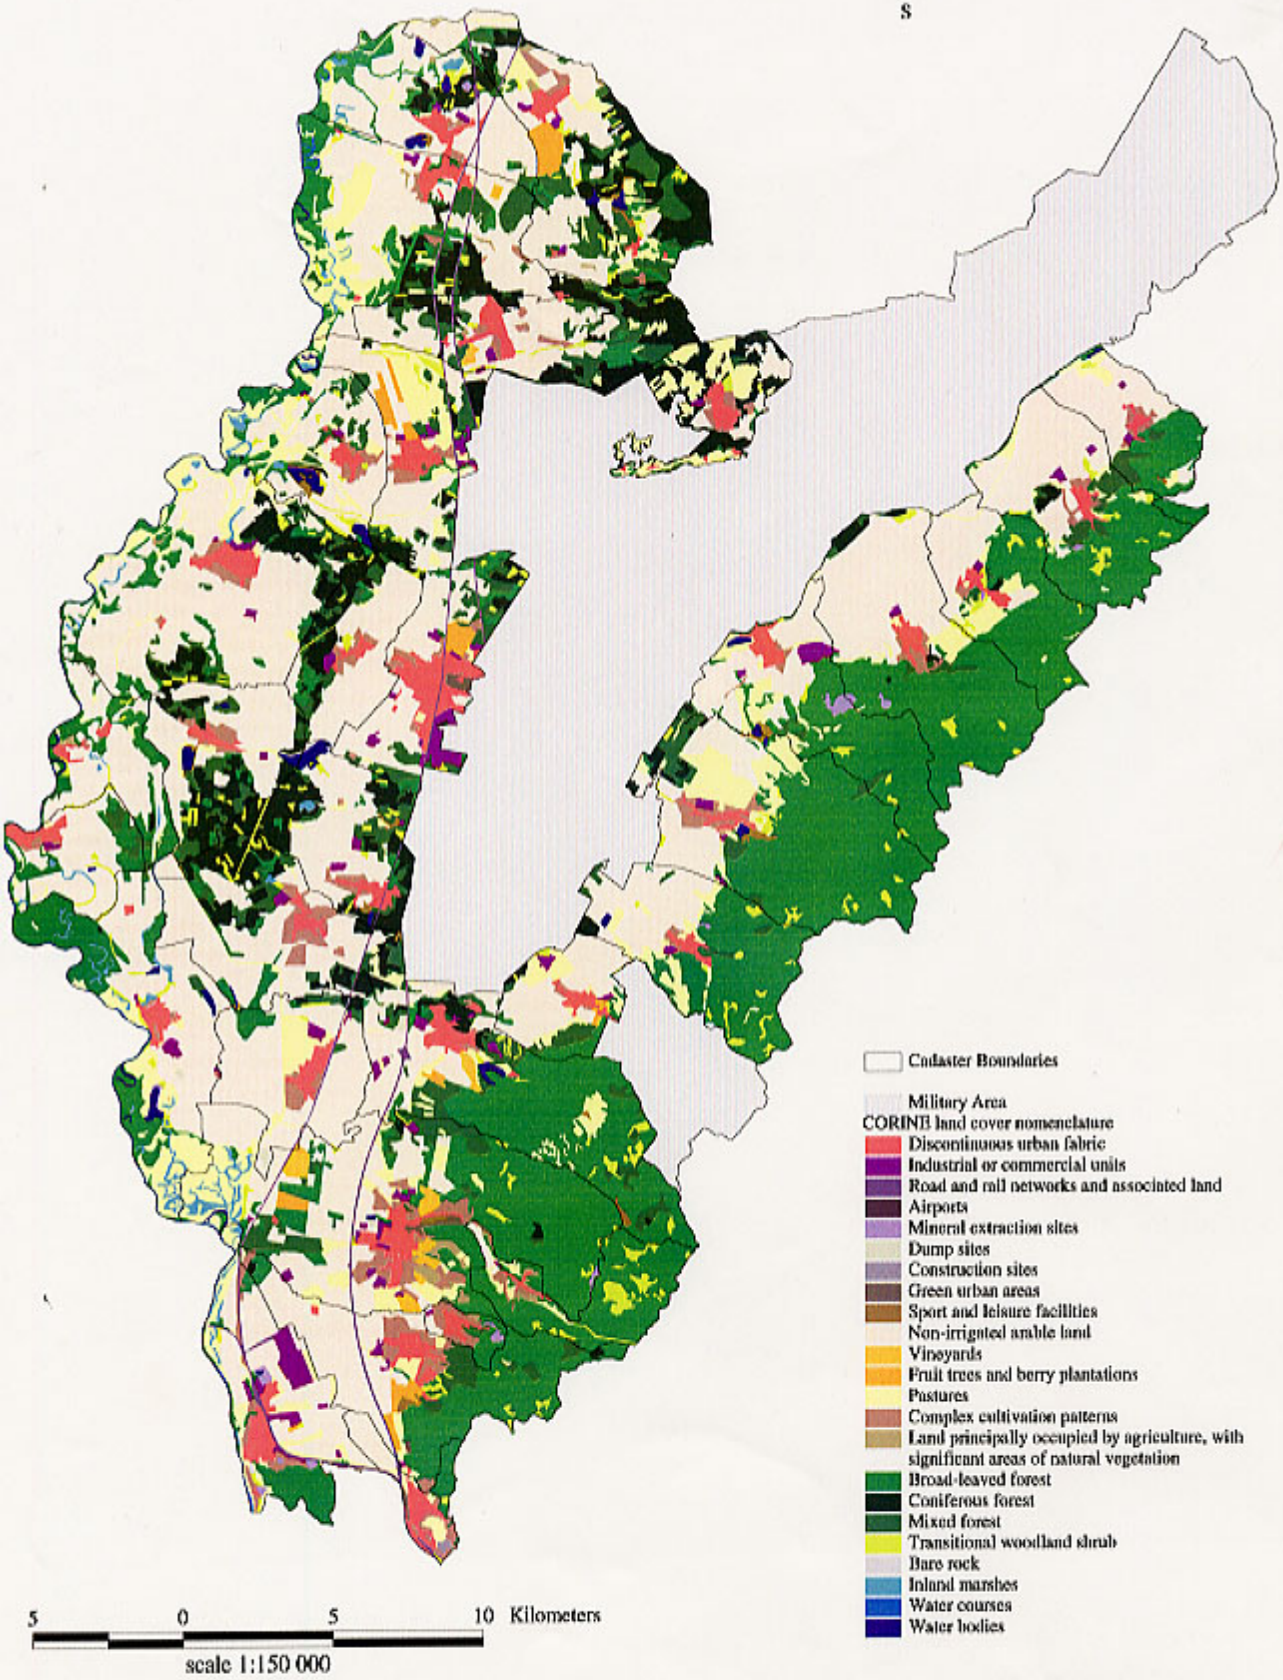 S
Cadaster Boundaries
Military Area
CORINE land cover nomenclature
Discontinuous urban fabric
Industrial or commercial units
Road and rail networks and associated land
Airports
Mineral extraction sites
Dump sites
Construction sites
Green urban areas
Sport and leisure facilities
Non-irrigated arable land
Vineyards
Fruit trees and berry plantations
Pastures
Complex cultivation patterns
Land principally occupied by agriculture, with
significant areas of natural vegetation
Broad-leaved forest
Coniferous forest
Mixed forest
Transitional woodland shrub
Bare rock
Inland marshes
Water courses
Water bodies
5 0 5 10 Kilometers
scale 1:150 000